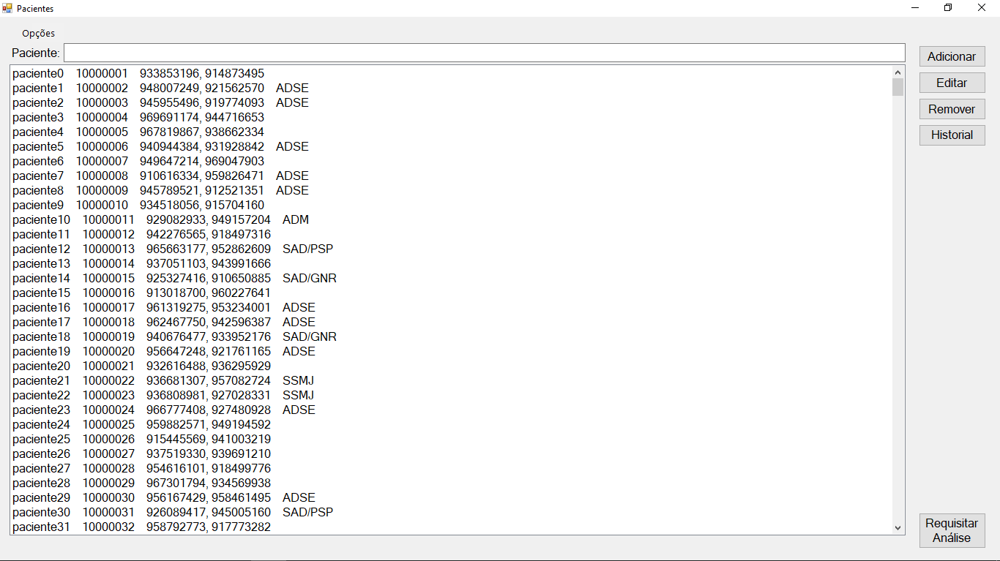 Pacientes
Opções
Paciente:
Adicionar
Editar
Remover
Historial
paciente0 10000001 933853196, 914873495
paciente1 10000002 948007249, 921562570 ADSE
paciente2 10000003 945955496, 919774093 ADSE
paciente3 10000004 969691174, 944716653
paciente4 10000005 967819867, 938662334
paciente5 10000006 940944384, 931928842 ADSE
paciente6 10000007 949647214, 969047903
paciente7 10000008 910616334, 959826471 ADSE
paciente8 10000009 945789521, 912521351 ADSE
paciente9 10000010 934518056, 915704160
paciente10 10000011 929082933, 949157204 ADM
paciente11 10000012 942276565, 918497316
paciente12 10000013 965663177, 952862609 SAD/PSP
paciente13 10000014 937051103, 943991666
paciente14 10000015 925327416, 910650885 SAD/GNR
paciente15 10000016 913018700, 960227641
paciente16 10000017 961319275, 953234001 ADSE
paciente17 10000018 962467750, 942596387 ADSE
paciente18 10000019 940676477, 933952176 SAD/GNR
paciente19 10000020 956647248, 921761165 ADSE
paciente20 10000021 932616488, 936295929
paciente21 10000022 936681307, 957082724 SSMJ
paciente22 10000023 936808981, 927028331 SSMJ
paciente23 10000024 966777408, 927480928 ADSE
paciente24 10000025 959882571, 949194592
paciente25 10000026 915445569, 941003219
paciente26 10000027 937519330, 939691210
paciente27 10000028 954616101, 918499776
paciente28 10000029 967301794, 934569938
paciente29 10000030 956167429, 958461495 ADSE
paciente30 10000031 926089417, 945005160 SAD/PSP
paciente31 10000032 958792773, 917773282
Requisitar
Análise